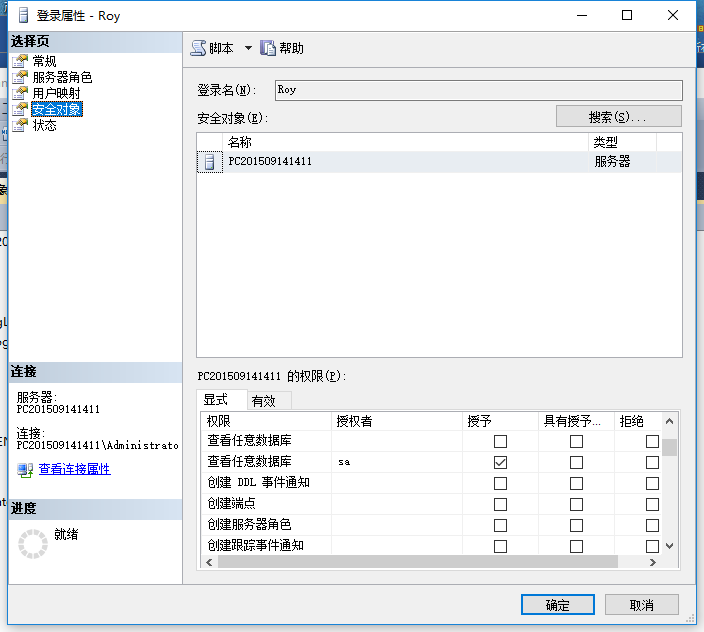 登录属性 - Roy
选择页
常规
服务器角色
用户映射
安全对象
状态
脚本 帮助
登录名(N): Roy
安全对象(E): 搜索(S)...
名称 类型
PC201509141411 服务器
PC201509141411 的权限(P):
显式 有效
权限 授权者 授予 具有授予... 拒绝
查看任意数据库
查看任意数据库 sa
创建 DDL 事件通知
创建端点
创建服务器角色
创建跟踪事件通知
连接
服务器:
PC201509141411
连接:
PC201509141411\Administrato
查看连接属性
进度
就绪
确定 取消